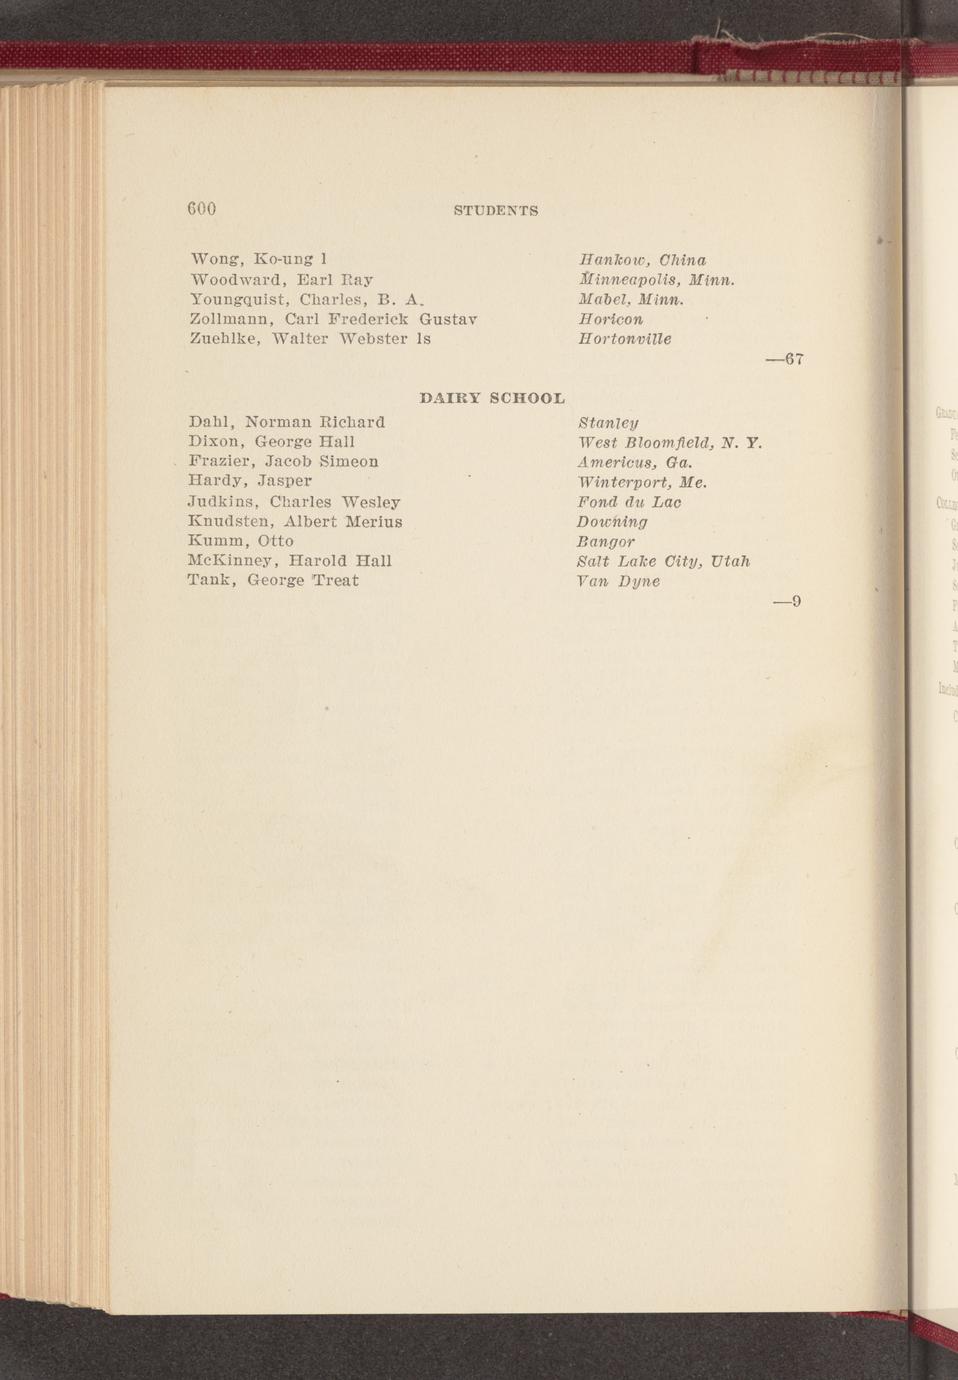 600 STUDENTS
Wong, Ko-ung l Hankow, China
Woodward, Earl Ray Minneapolis, Minn.
Youngquist, Charles, B. A. Mabel, Minn.
Zollmann, Carl Frederick Gustav Horicon
Zuehlke, Walter Webster ls Hortonville
—67
DAIRY SCHOOL
Dahl, Norman Richard Stanley
Dixon, George Hall West Bloomfield, N. Y.
Frazier, Jacob Simeon Americus, Ga.
Hardy, Jasper Winterport, Me.
Judkins, Charles Wesley Fond du Lac
Knudsten, Albert Merius Downing
Kumm, Otto Bangor
McKinney, Harold Hall Salt Lake City, Utah
Tank, George Treat Van Dyne
—9